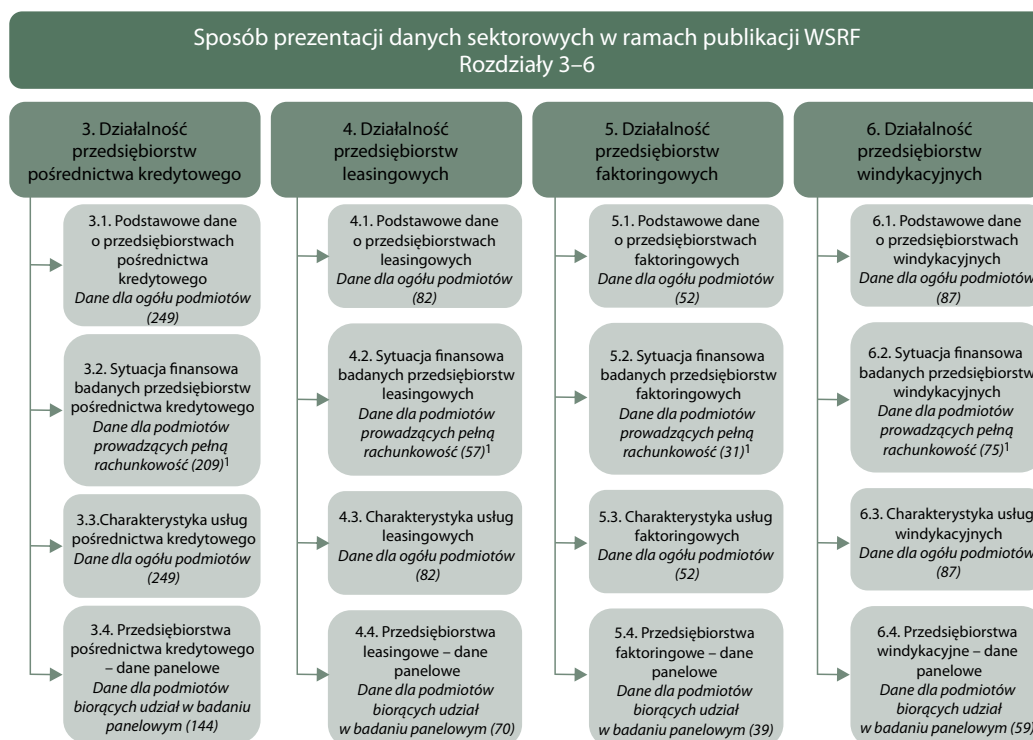 Sposób prezentacji danych sektorowych w ramach publikacji WSRF
Rozdziały 3–6
3. Działalność
przedsiębiorstw
pośrednictwa kredytowego
3.1. Podstawowe dane
o przedsiębiorstwach
pośrednictwa
kredytowego
Dane dla ogółu podmiotów
(249)
3.2. Sytuacja finansowa
badanych przedsiębiorstw
pośrednictwa kredytowego
Dane dla podmiotów
prowadzących pełną
rachunkowość (209)¹
3.3.Charakterystyka usług
pośrednictwa kredytowego
Dane dla ogółu podmiotów
(249)
3.4. Przedsiębiorstwa
pośrednictwa kredytowego
– dane panelowe
Dane dla podmiotów
biorących udział w badaniu
panelowym (144)
4. Działalność
przedsiębiorstw
leasingowych
4.1. Podstawowe dane
o przedsiębiorstwach
leasingowych
Dane dla ogółu podmiotów
(82)
4.2. Sytuacja finansowa
badanych przedsiębiorstw
leasingowych
Dane dla podmiotów
prowadzących pełną
rachunkowość (57)¹
4.3. Charakterystyka usług
leasingowych
Dane dla ogółu podmiotów
(82)
4.4. Przedsiębiorstwa
leasingowe – dane
panelowe
Dane dla podmiotów
biorących udział
w badaniu panelowym (70)
5. Działalność
przedsiębiorstw
faktoringowych
5.1. Podstawowe dane
o przedsiębiorstwach
faktoringowych
Dane dla ogółu podmiotów
(52)
5.2. Sytuacja finansowa
badanych przedsiębiorstw
faktoringowych
Dane dla podmiotów
prowadzących pełną
rachunkowość (31)¹
5.3. Charakterystyka usług
faktoringowych
Dane dla ogółu podmiotów
(52)
5.4. Przedsiębiorstwa
faktoringowe – dane
panelowe
Dane dla podmiotów
biorących udział
w badaniu panelowym (39)
6. Działalność
przedsiębiorstw
windykacyjnych
6.1. Podstawowe dane
o przedsiębiorstwach
windykacyjnych
Dane dla ogółu podmiotów
(87)
6.2. Sytuacja finansowa
badanych przedsiębiorstw
windykacyjnych
Dane dla podmiotów
prowadzących pełną
rachunkowość (75)¹
6.3. Charakterystyka usług
windykacyjnych
Dane dla ogółu podmiotów
(87)
6.4. Przedsiębiorstwa
windykacyjne – dane
panelowe
Dane dla podmiotów
biorących udział
w badaniu panelowym (59)